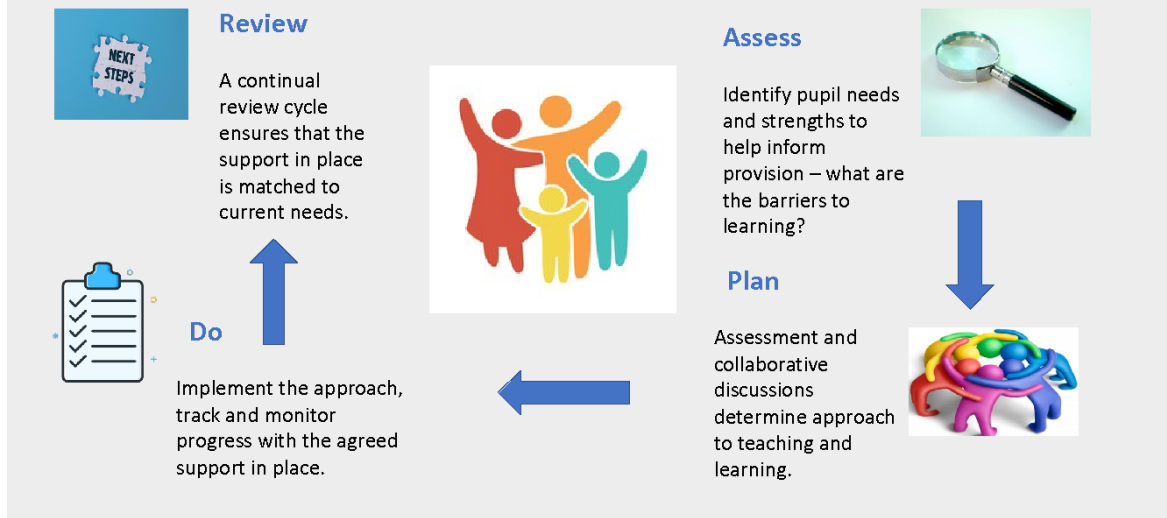 NEXT
STEPS
Review
A continual
review cycle
ensures that the
support in place
is matched to
current needs.
Assess
Identify pupil needs
and strengths to
help inform
provision – what are
the barriers to
learning?
Plan
Assessment and
collaborative
discussions
determine approach
to teaching and
learning.
Do
Implement the approach,
track and monitor
progress with the agreed
support in place.